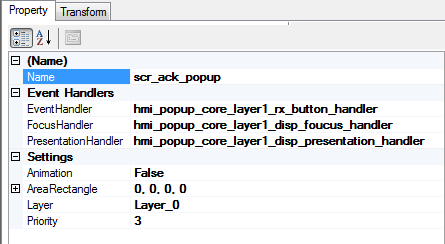 Property Transform
(Name)
Name scr_ack_popup
Event Handlers
EventHandler hmi_popup_core_layer1_rx_button_handler
FocusHandler hmi_popup_core_layer1_disp_foucus_handler
PresentationHandler hmi_popup_core_layer1_disp_presentation_handler
Settings
Animation False
AreaRectangle 0, 0, 0, 0
Layer Layer_0
Priority 3